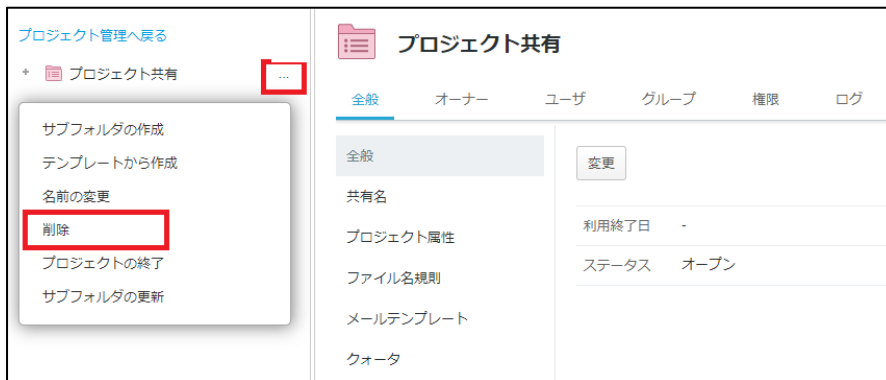 プロジェクト管理へ戻る
+ プロジェクト共有 ...
サブフォルダの作成
テンプレートから作成
名前の変更
削除
プロジェクトの終了
サブフォルダの更新
プロジェクト共有
全般 オーナー ユーザ グループ 権限 ログ
全般
共有名
プロジェクト属性
ファイル名規則
メールテンプレート
クォータ
変更
利用終了日 -
ステータス オープン